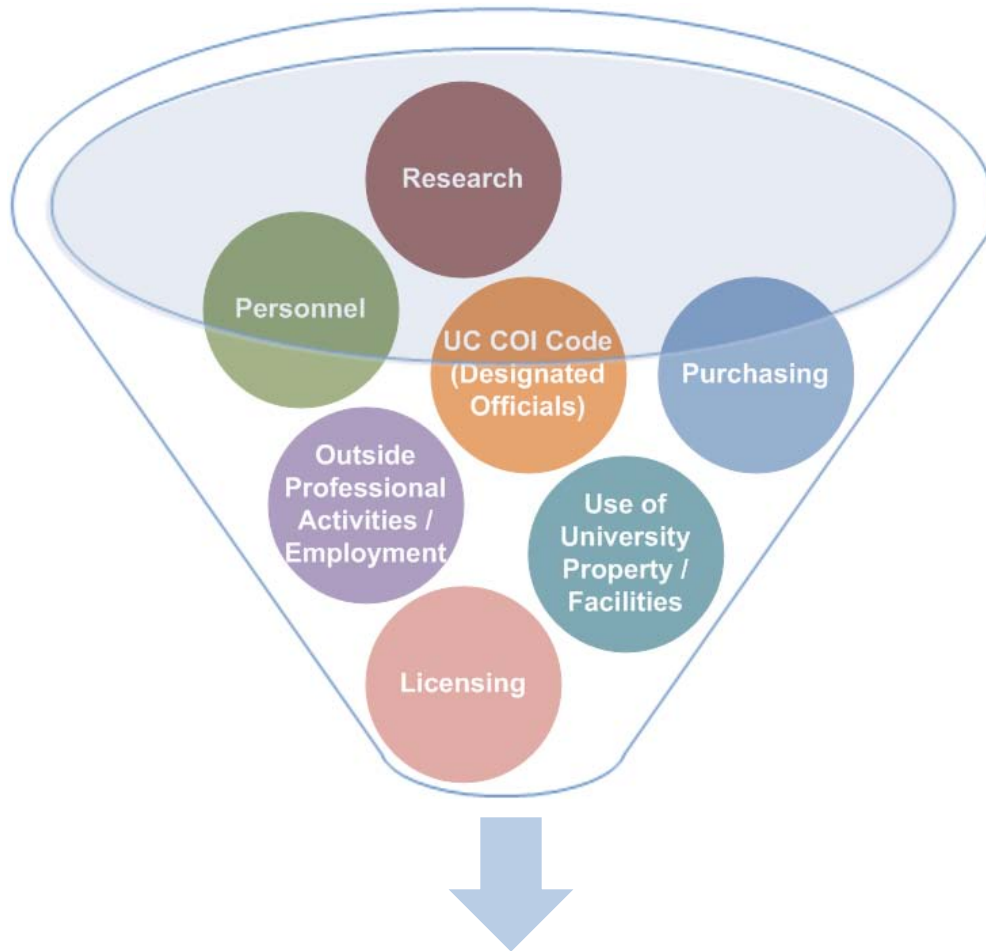 Research
Personnel
UC COI Code
(Designated
Officials)
Purchasing
Outside
Professional
Activities /
Employment
Use of
University
Property /
Facilities
Licensing